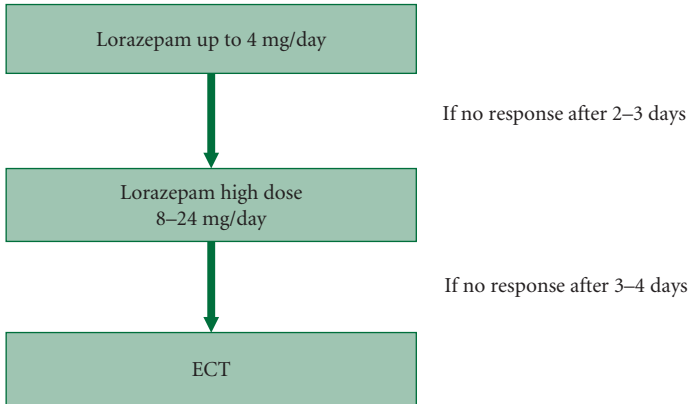 Lorazepam up to 4 mg/day
If no response after 2–3 days
Lorazepam high dose
8–24 mg/day
If no response after 3–4 days
ECT